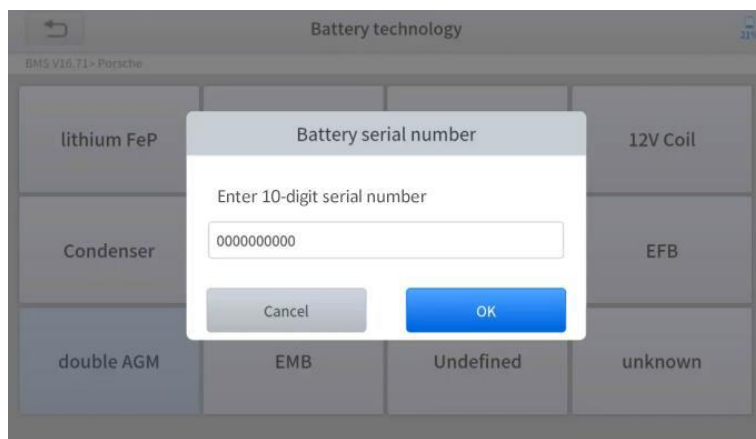 Battery technology
21%
BMS V16.71> Porsche
lithium FeP
12V Coil
Battery serial number
Enter 10-digit serial number
0000000000
Condenser
EFB
Cancel
OK
double AGM
EMB
Undefined
unknown